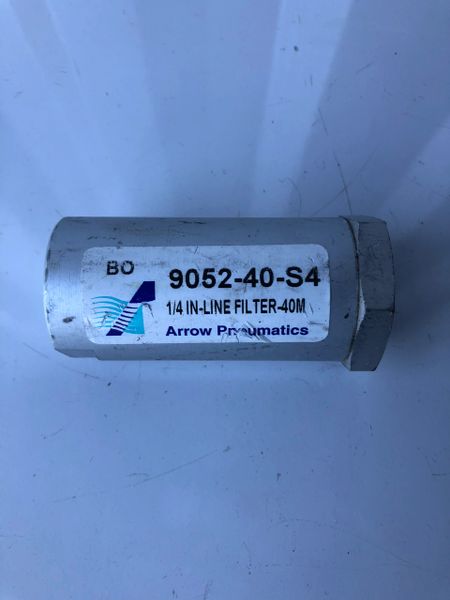 BO
9052-40-S4
1/4 IN-LINE FILTER-40M
Arrow Pneumatics